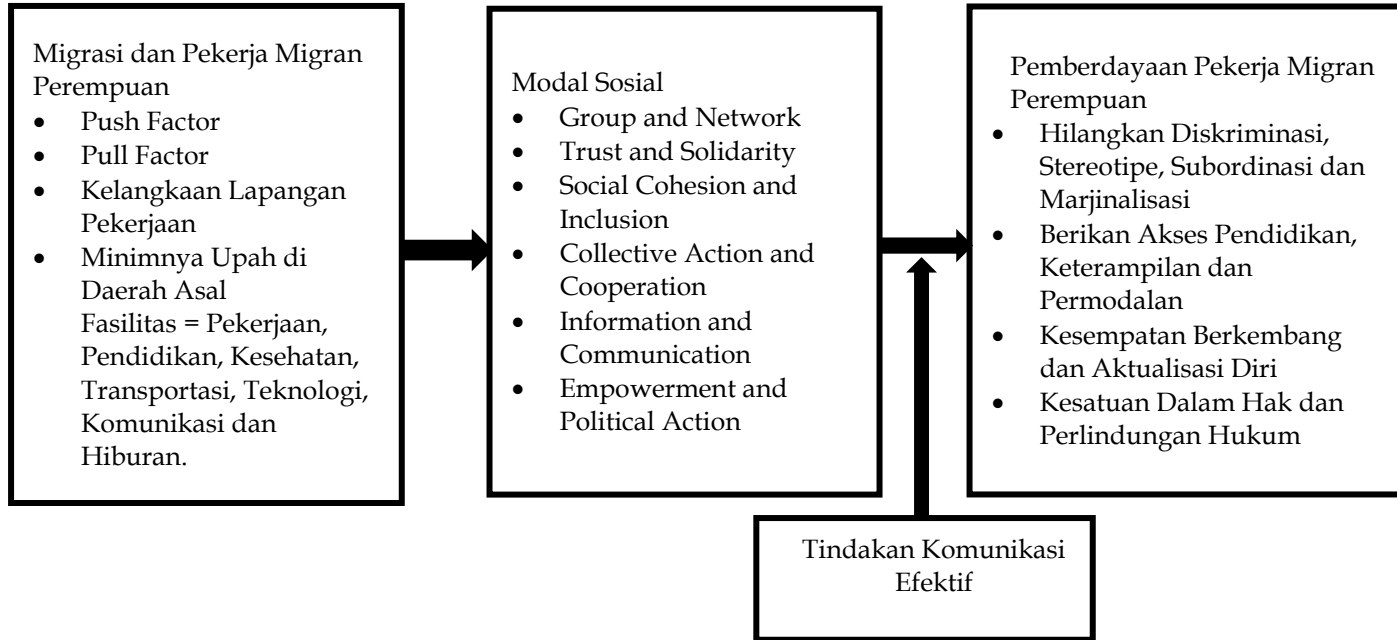 Migrasi dan Pekerja Migran
Perempuan
• Push Factor
• Pull Factor
• Kelangkaan Lapangan
Pekerjaan
• Minimnya Upah di
Daerah Asal
Fasilitas = Pekerjaan,
Pendidikan, Kesehatan,
Transportasi, Teknologi,
Komunikasi dan
Hiburan.
Modal Sosial
• Group and Network
• Trust and Solidarity
• Social Cohesion and
Inclusion
• Collective Action and
Cooperation
• Information and
Communication
• Empowerment and
Political Action
Pemberdayaan Pekerja Migran
Perempuan
• Hilangkan Diskriminasi,
Stereotipe, Subordinasi dan
Marjinalisasi
• Berikan Akses Pendidikan,
Keterampilan dan
Permodalan
• Kesempatan Berkembang
dan Aktualisasi Diri
• Kesatuan Dalam Hak dan
Perlindungan Hukum
Tindakan Komunikasi
Efektif